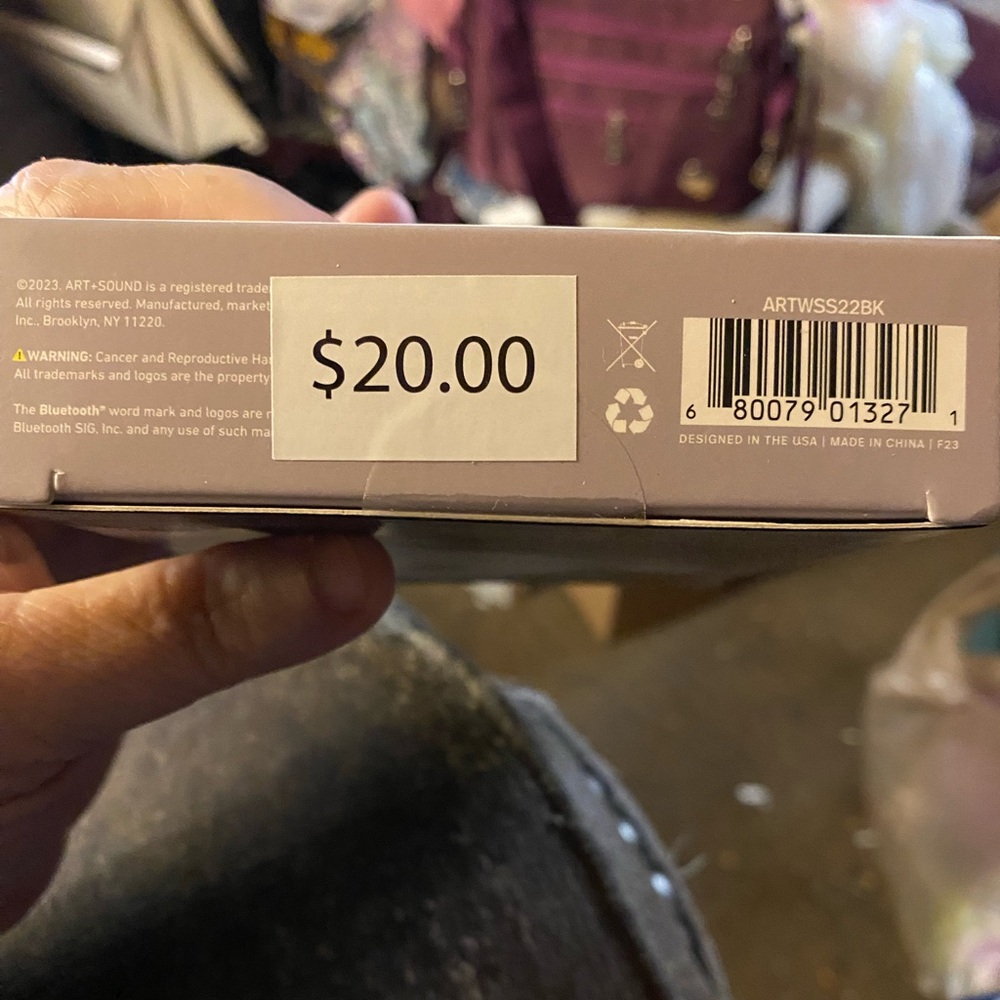 ©2023. ART+SOUND is a registered trade
All rights reserved. Manufactured, market
Inc., Brooklyn, NY 11220.
WARNING: Cancer and Reproductive Ha
All trademarks and logos are the property
The Bluetooth® word mark and logos are
Bluetooth SIG, Inc. and any use of such ma
$20.00
ARTWSS22BK
6 80079 01327 1
DESIGNED IN THE USA | MADE IN CHINA | F23